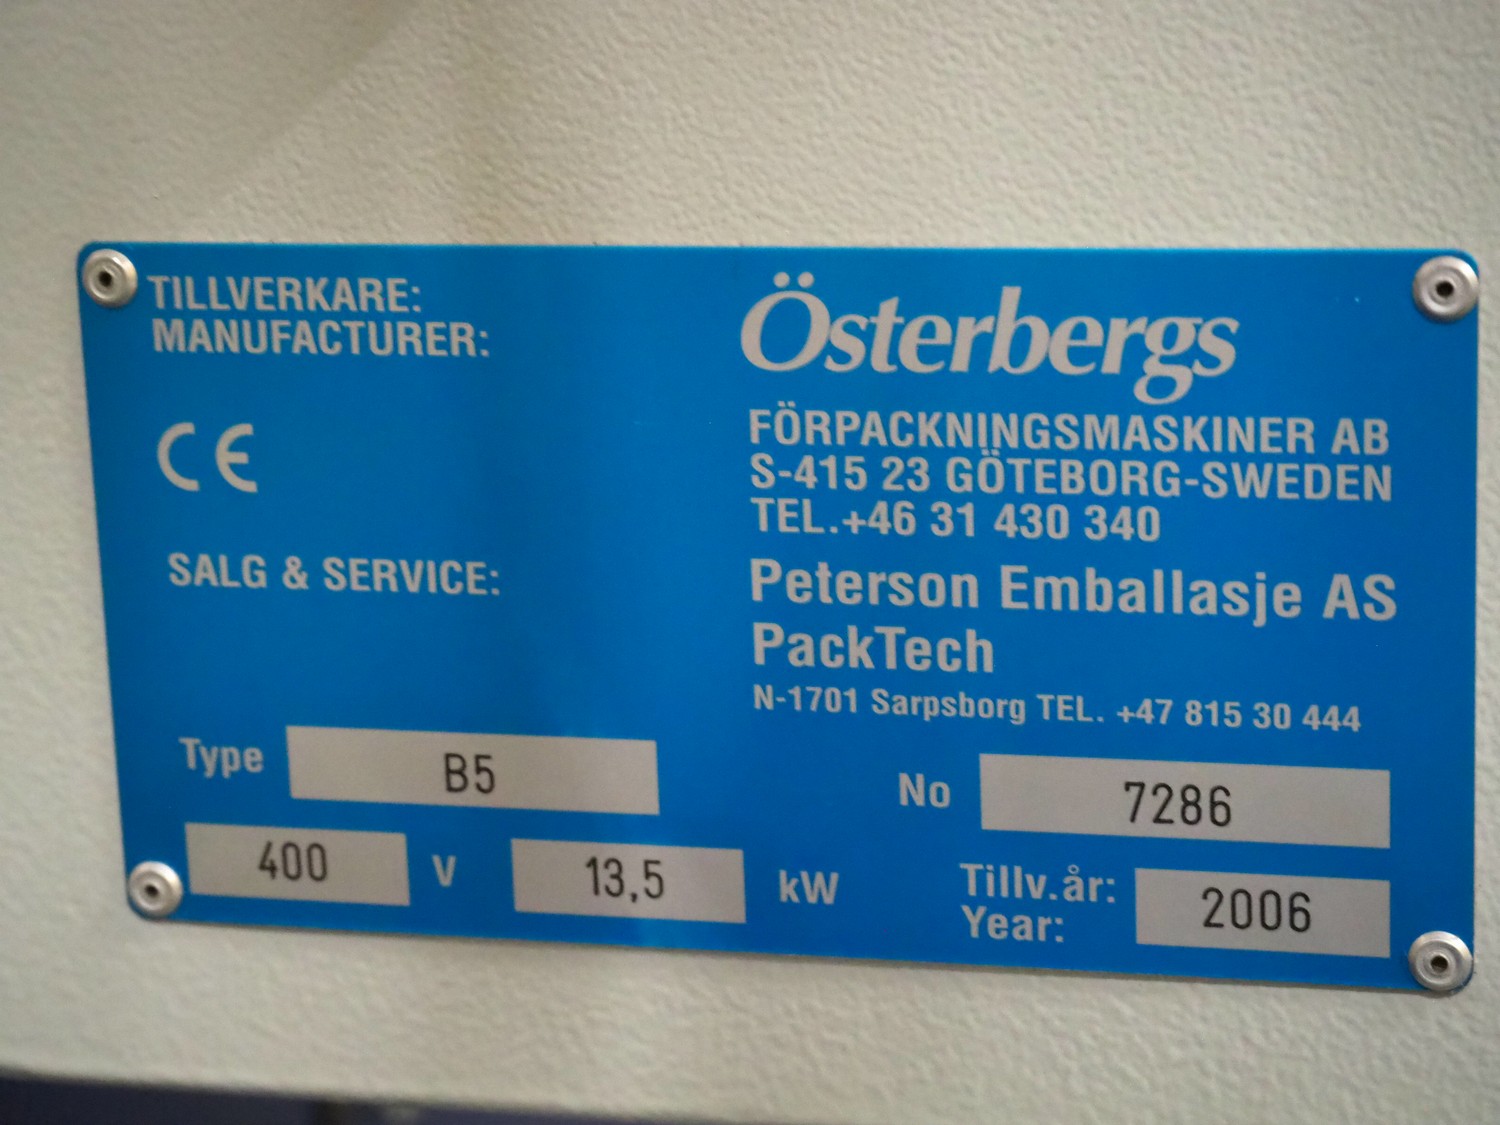 TILLVERKARE:
MANUFACTURER:
Österbergs
FÖRPACKNINGSMASKINER AB
S-415 23 GÖTEBORG-SWEDEN
TEL.+46 31 430 340
CE
SALG & SERVICE:
Peterson Emballasje AS
PackTech
N-1701 Sarpsborg TEL. +47 815 30 444
Type B5
No 7286
400 V 13,5 kW
Tillv.år:
Year: 2006